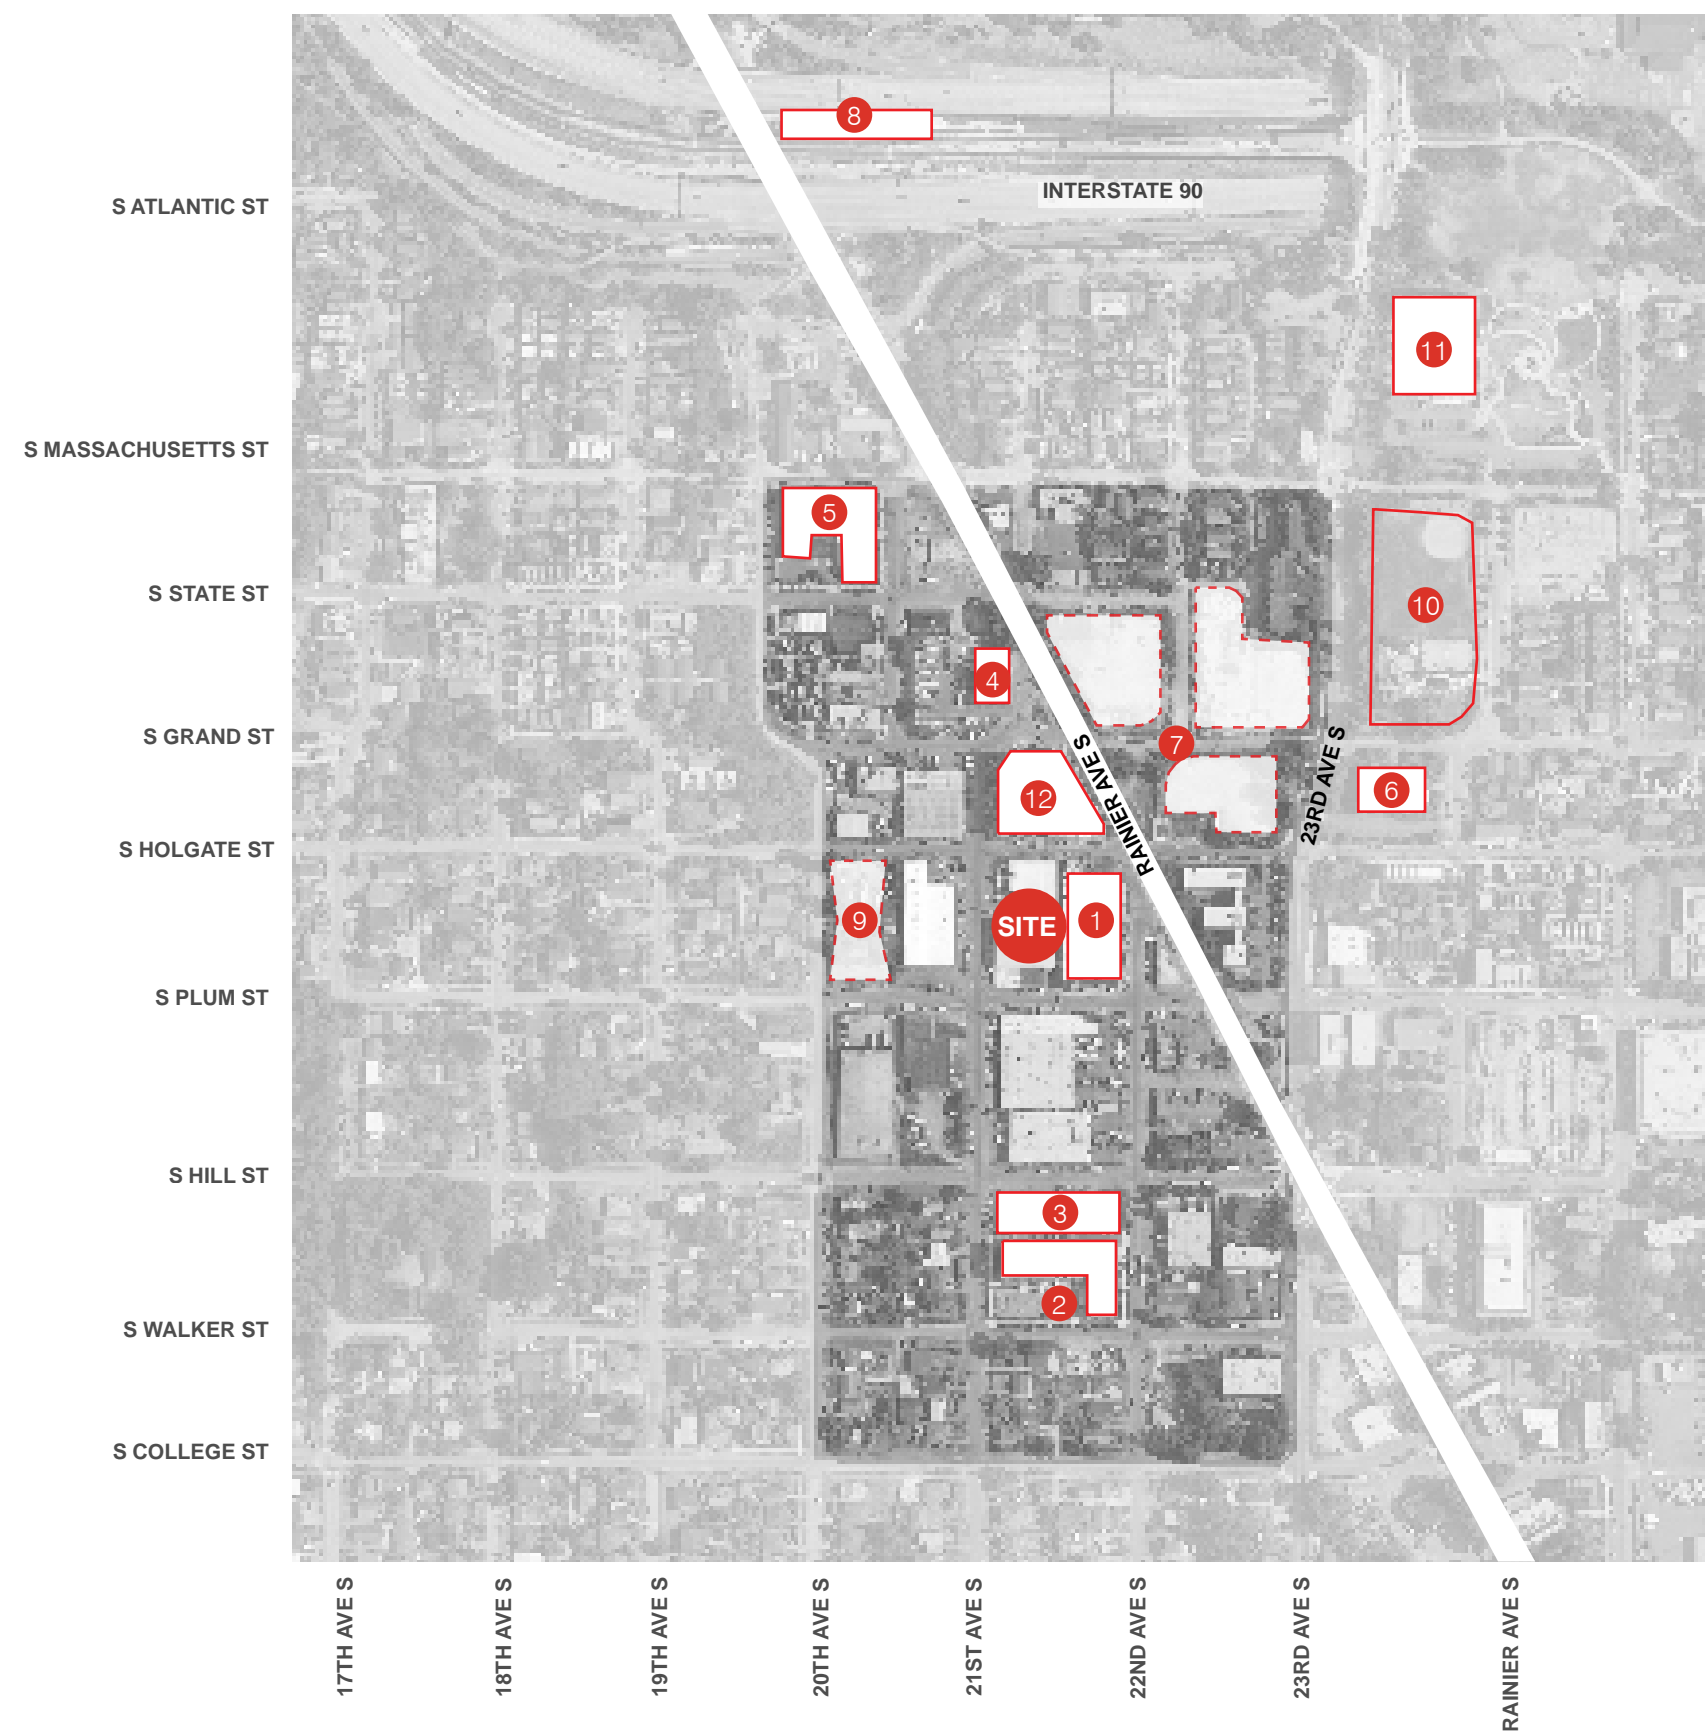 8
INTERSTATE 90
S ATLANTIC ST
11
S MASSACHUSETTS ST
5
S STATE ST
10
4
S GRAND ST
7
RAINIER AVE S
23RD AVE S
12
6
S HOLGATE ST
9
SITE
1
S PLUM ST
S HILL ST
3
2
S WALKER ST
S COLLEGE ST
17TH AVE S
18TH AVE S
19TH AVE S
20TH AVE S
21ST AVE S
22ND AVE S
23RD AVE S
RAINIER AVE S